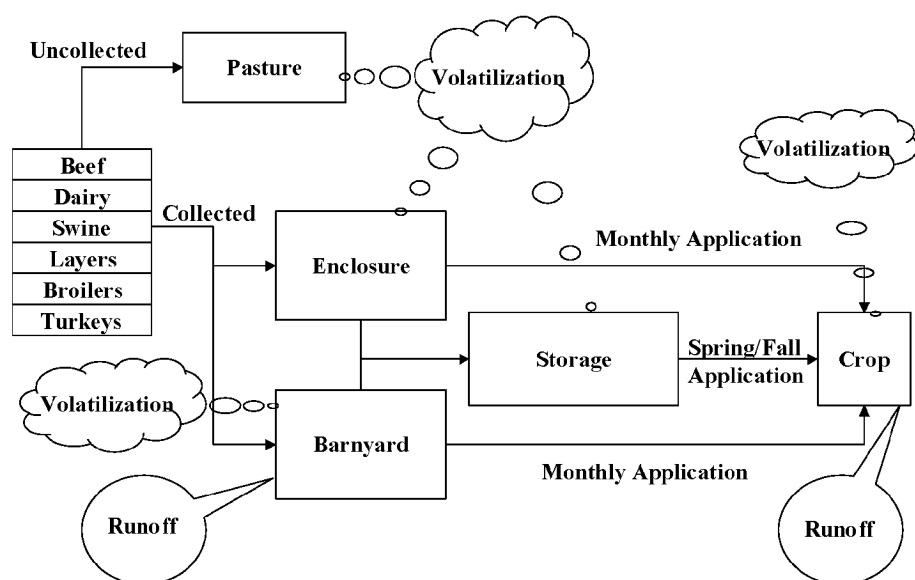 Uncollected
Pasture
Volatilization
Volatilization
Beef
Dairy
Swine
Layers
Broilers
Turkeys
Collected
Enclosure
Monthly Application
Storage
Spring/Fall
Application
Crop
Volatilization
Barnyard
Monthly Application
Runoff
Runoff